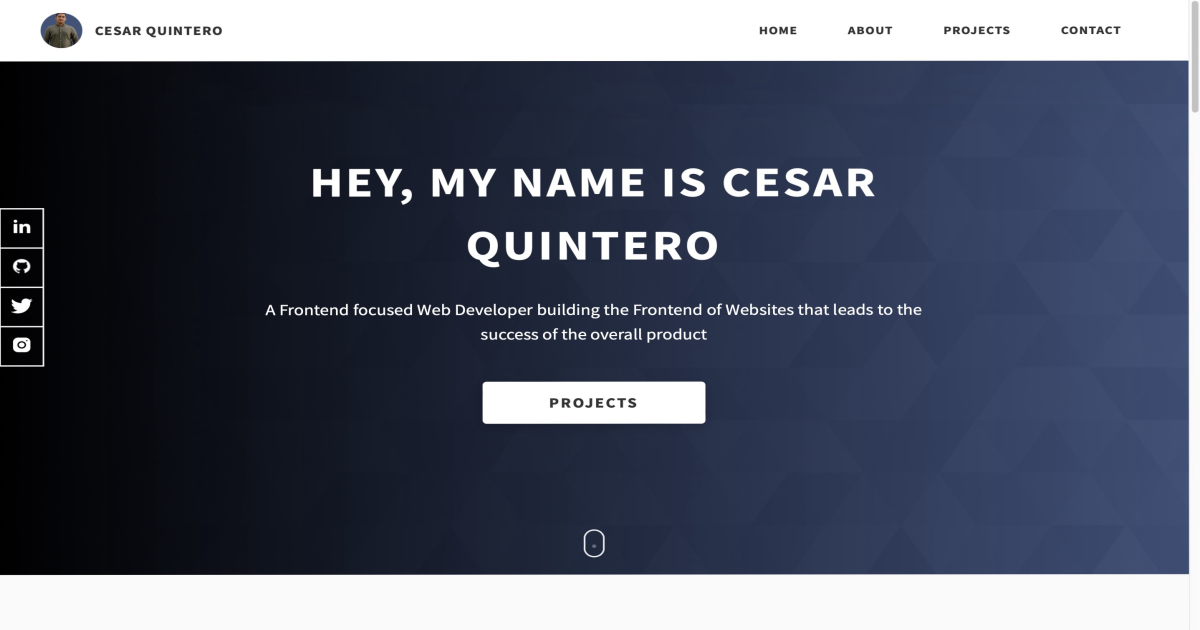 CESAR QUINTERO
HOME
ABOUT
PROJECTS
CONTACT
HEY, MY NAME IS CESAR
QUINTERO
in
A Frontend focused Web Developer building the Frontend of Websites that leads to the
success of the overall product
PROJECTS